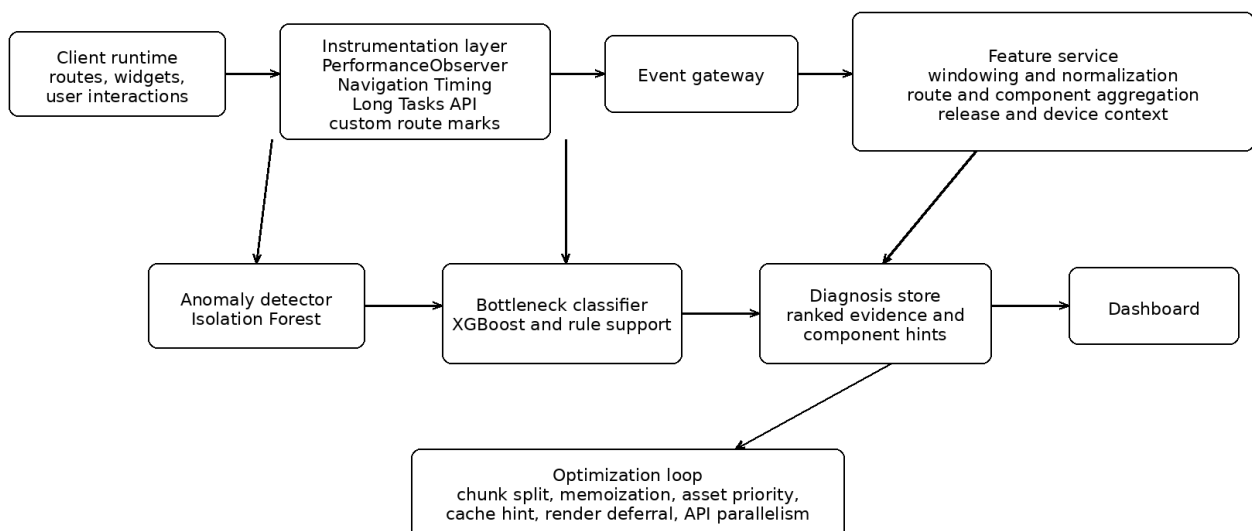 Client runtime
routes, widgets,
user interactions
Instrumentation layer
PerformanceObserver
Navigation Timing
Long Tasks API
custom route marks
Event gateway
Feature service
windowing and normalization
route and component aggregation
release and device context
Anomaly detector
Isolation Forest
Bottleneck classifier
XGBoost and rule support
Diagnosis store
ranked evidence and
component hints
Dashboard
Optimization loop
chunk split, memoization, asset priority,
cache hint, render deferral, API parallelism